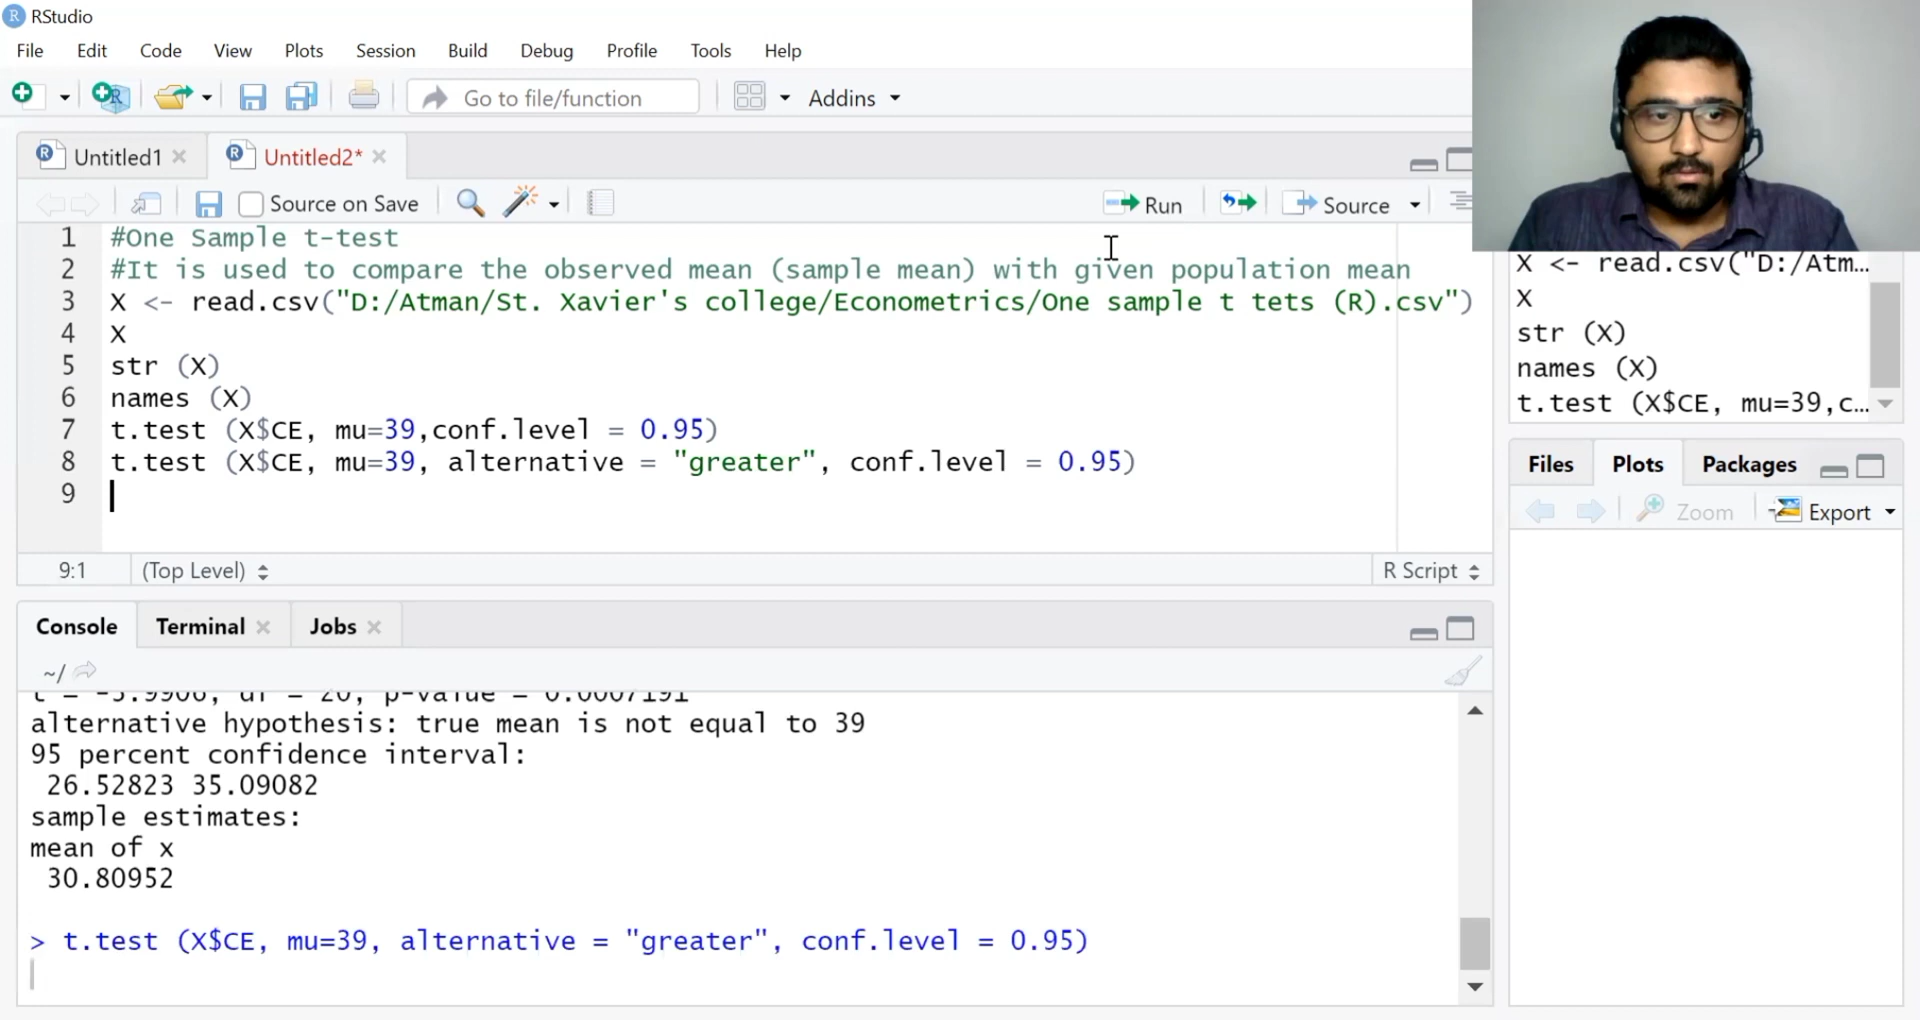 RStudio
File Edit Code View Plots Session Build Debug Profile Tools Help
Go to file/function Addins
Untitled1 Untitled2*
Source on Save Run Source
1 #One Sample t-test
2 #It is used to compare the observed mean (sample mean) with given population mean
3 X <- read.csv("D:/Atman/St. Xavier's college/Econometrics/One sample t tets (R).csv")
4 X
5 str (X)
6 names (X)
7 t.test (X$CE, mu=39,conf.level = 0.95)
8 t.test (X$CE, mu=39, alternative = "greater", conf.level = 0.95)
9
9:1 (Top Level) R Script
Console Terminal Jobs
~/
t = -3.9906, df = 20, p-value = 0.0007191
alternative hypothesis: true mean is not equal to 39
95 percent confidence interval:
26.52823 35.09082
sample estimates:
mean of x
30.80952
> t.test (X$CE, mu=39, alternative = "greater", conf.level = 0.95)
X <- read.csv("D:/Atm…
X
str (X)
names (X)
t.test (X$CE, mu=39,c…
Files Plots Packages
Zoom Export